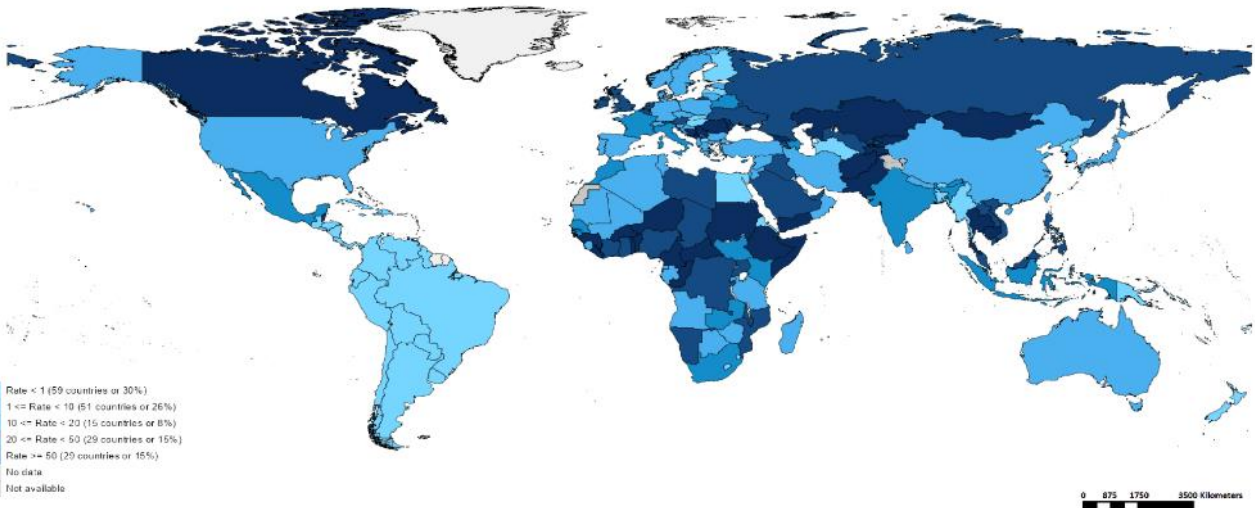 Rate < 1 (59 countries or 30%)
1 <= Rate < 10 (51 countries or 26%)
10 <= Rate < 20 (15 countries or 8%)
20 <= Rate < 50 (29 countries or 15%)
Rate >= 50 (29 countries or 15%)
No data
Not available
0 875 1750 3500 Kilometers